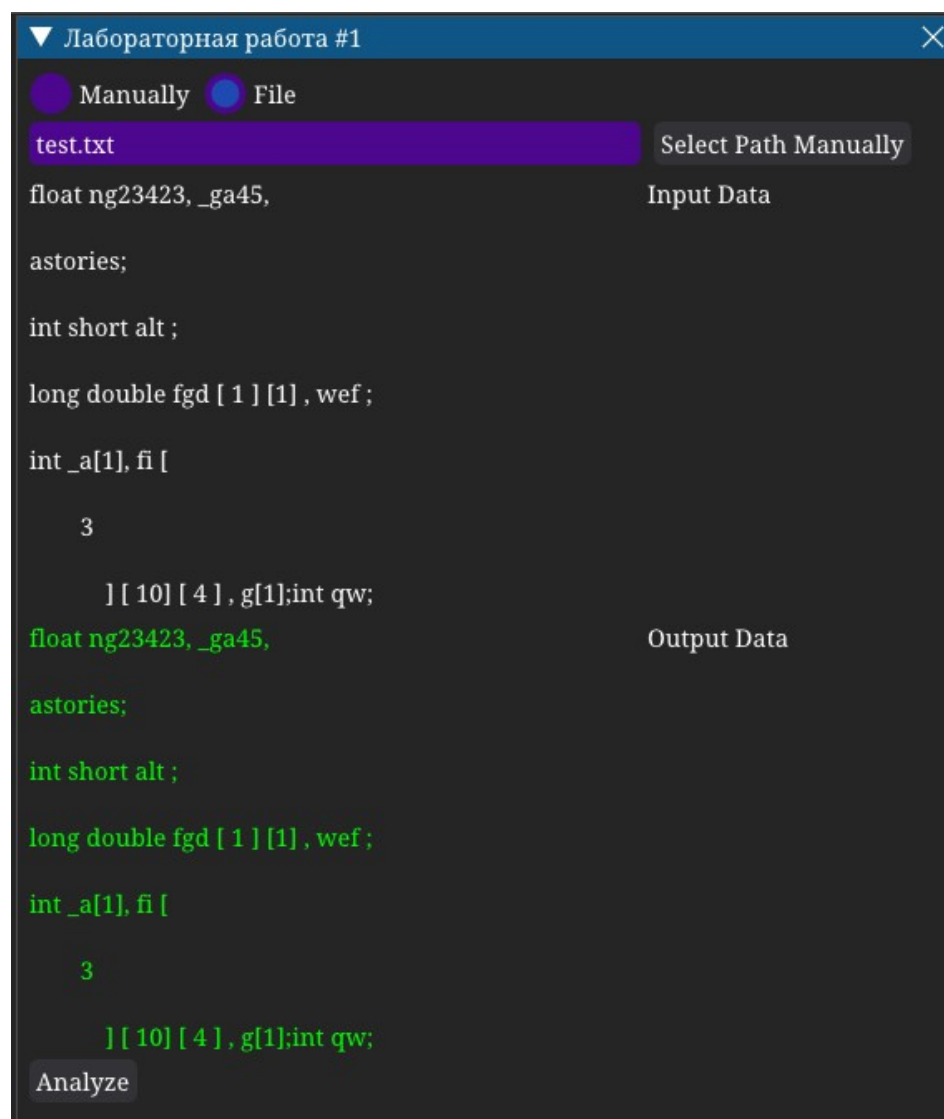 Лабораторная работа #1
Manually File
test.txt Select Path Manually
float ng23423, _ga45, Input Data
astories;
int short alt ;
long double fgd [ 1 ] [1] , wef ;
int _a[1], fi [
3
] [ 10] [ 4 ] , g[1];int qw;
float ng23423, _ga45, Output Data
astories;
int short alt ;
long double fgd [ 1 ] [1] , wef ;
int _a[1], fi [
3
] [ 10] [ 4 ] , g[1];int qw;
Analyze